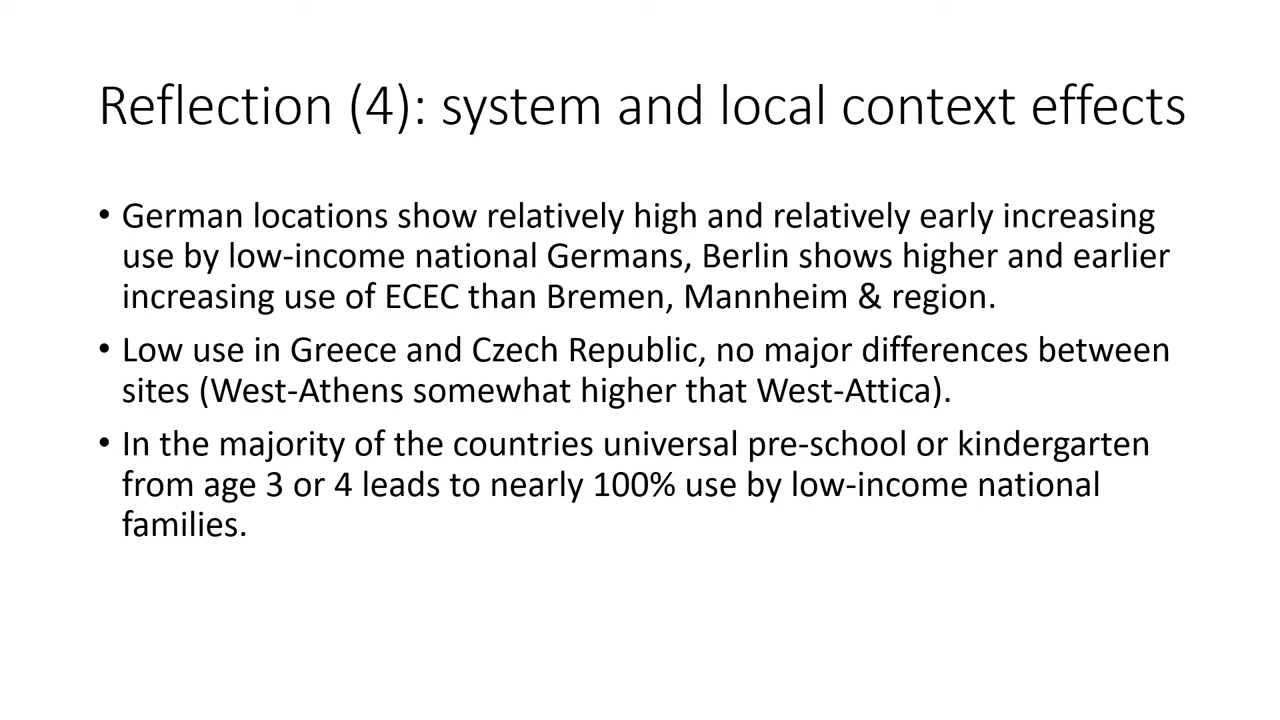 Reflection (4): system and local context effects
• German locations show relatively high and relatively early increasing
use by low-income national Germans, Berlin shows higher and earlier
increasing use of ECEC than Bremen, Mannheim & region.
• Low use in Greece and Czech Republic, no major differences between
sites (West-Athens somewhat higher that West-Attica).
• In the majority of the countries universal pre-school or kindergarten
from age 3 or 4 leads to nearly 100% use by low-income national
families.